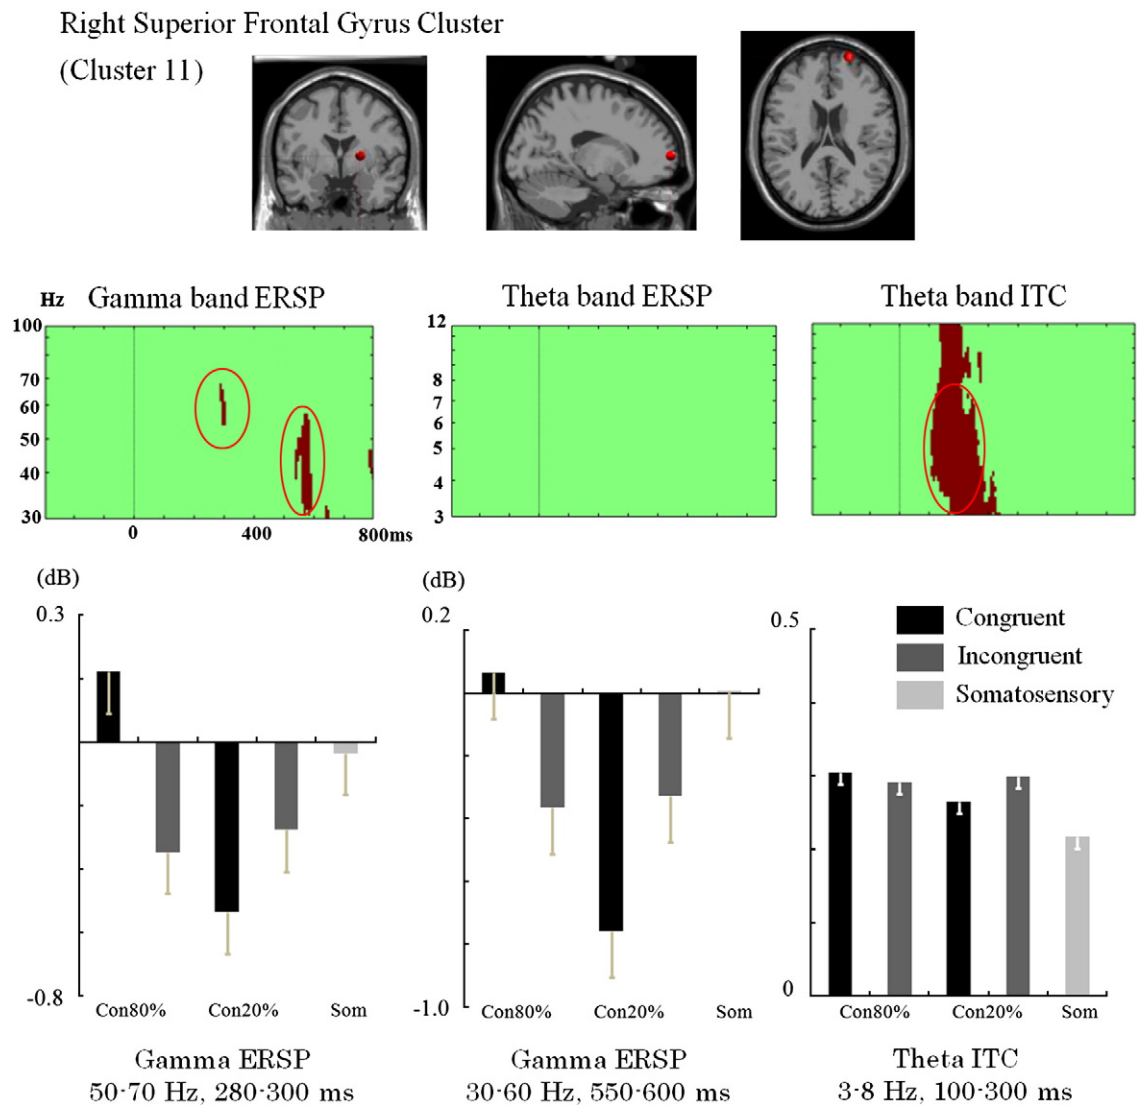 Right Superior Frontal Gyrus Cluster
(Cluster 11)
Hz
Gamma band ERSP
Theta band ERSP
Theta band ITC
100
70
60
50
40
30
0
400
800ms
12
8
7
6
5
4
3
(dB)
0.3
-0.8
Con80%
Con20%
Som
Gamma ERSP
50-70 Hz, 280-300 ms
(dB)
0.2
-1.0
Con80%
Con20%
Som
Gamma ERSP
30-60 Hz, 550-600 ms
0.5
0
Congruent
Incongruent
Somatosensory
Con80%
Con20%
Som
Theta ITC
3-8 Hz, 100-300 ms